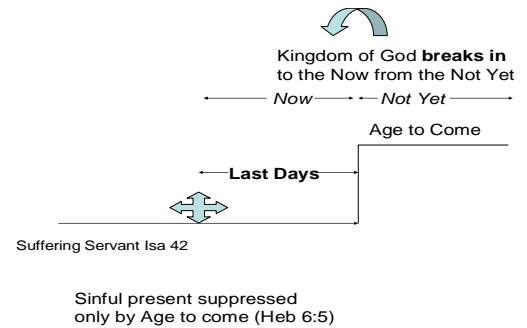 Kingdom of God breaks in
to the Now from the Not Yet
Now Not Yet
Age to Come
Last Days
Suffering Servant Isa 42
Sinful present suppressed
only by Age to come (Heb 6:5)